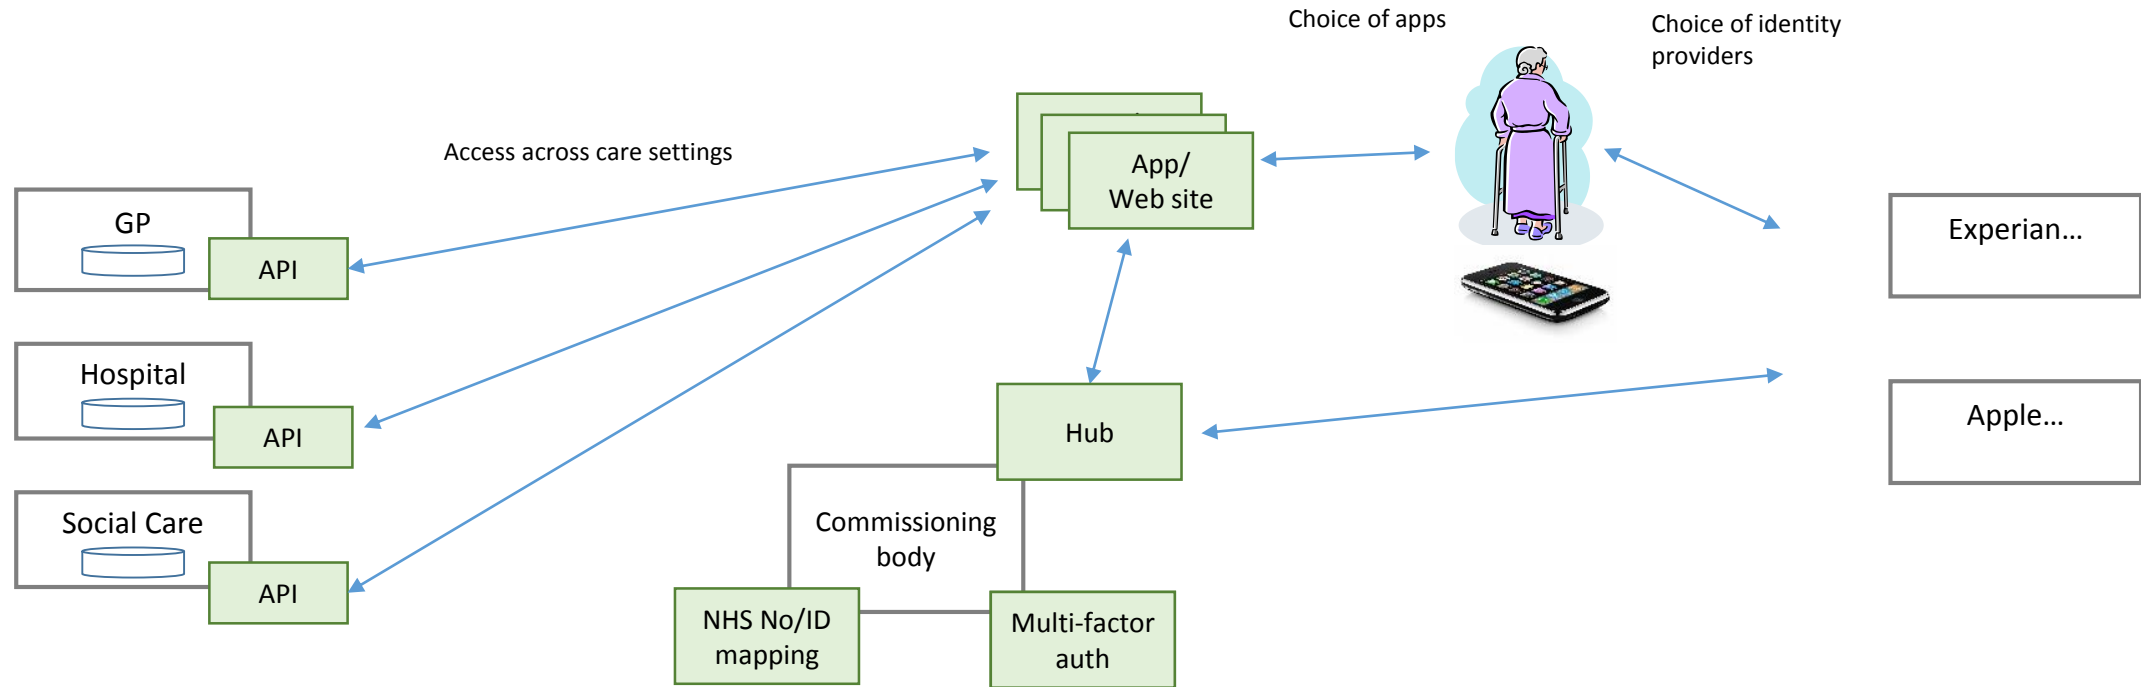 Choice of apps
Choice of identity
providers
Access across care settings
App/
Web site
GP
API
Experian...
Hospital
API
Hub
Apple...
Social Care
API
Commissioning
body
NHS No/ID
mapping
Multi-factor
auth